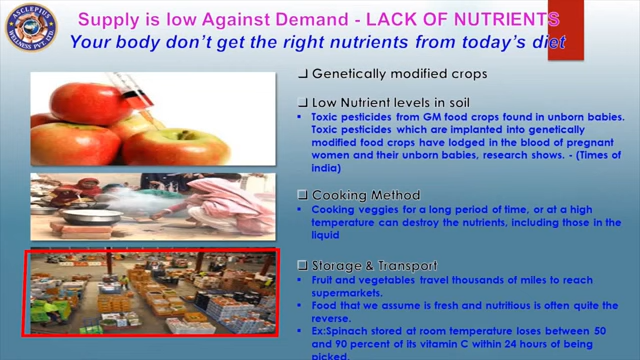 Supply is low Against Demand - LACK OF NUTRIENTS
Your body don't get the right nutrients from today's diet
ASCLEPIUS
WELLNESS PVT. LTD.
Genetically modified crops
Low Nutrient levels in soil
Toxic pesticides from GM food crops found in unborn babies.
Toxic pesticides which are implanted into genetically
modified food crops have lodged in the blood of pregnant
women and their unborn babies, research shows. - (Times of
india)
Cooking Method
Cooking veggies for a long period of time, or at a high
temperature can destroy the nutrients, including those in the
liquid
Storage & Transport
Fruit and vegetables travel thousands of miles to reach
supermarkets.
Food that we assume is fresh and nutritious is often quite the
reverse.
Ex:Spinach stored at room temperature loses between 50
and 90 percent of its vitamin C within 24 hours of being
picked.